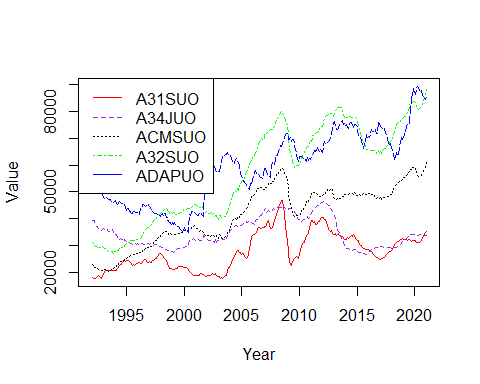 A31SUO
A34JUO
ACMSUO
A32SUO
ADAPUO
Value
80000
50000
20000
1995 2000 2005 2010 2015 2020
Year